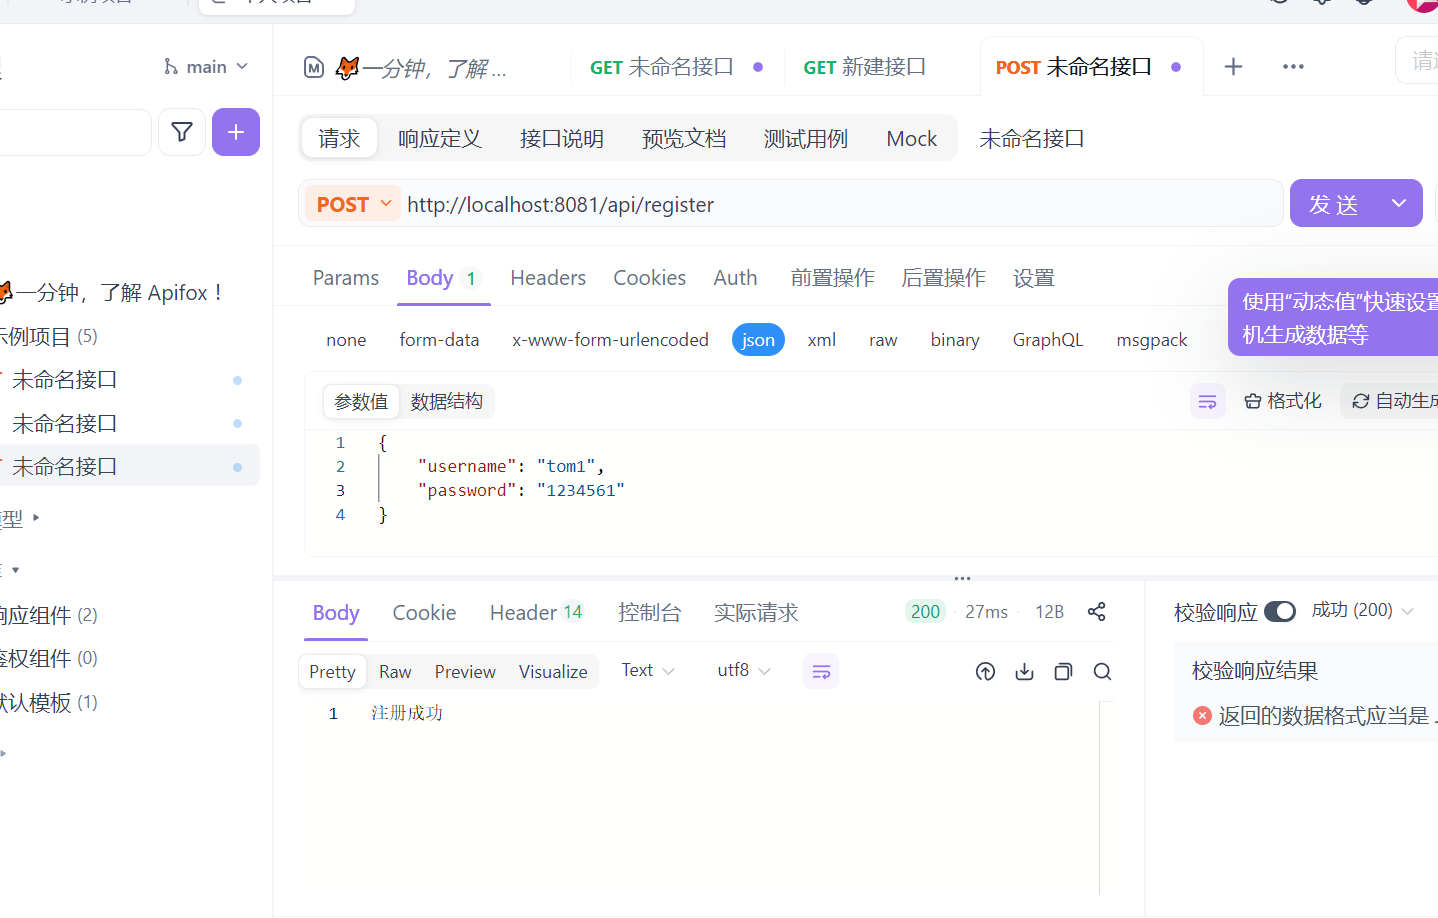 main
一分钟，了解 ...
GET 未命名接口
GET 新建接口
POST 未命名接口
请求
响应定义
接口说明
预览文档
测试用例
Mock
未命名接口
POST
http://localhost:8081/api/register
发 送
一分钟，了解 Apifox！
例项目 (5)
未命名接口
未命名接口
未命名接口
型
应组件 (2)
权组件 (0)
认模板 (1)
Params
Body 1
Headers
Cookies
Auth
前置操作
后置操作
设置
使用“动态值”快速设置
机生成数据等
none
form-data
x-www-form-urlencoded
json
xml
raw
binary
GraphQL
msgpack
参数值
数据结构
格式化
自动生成
1 {
2 "username": "tom1",
3 "password": "1234561"
4 }
Body
Cookie
Header 14
控制台
实际请求
200
27ms
12B
Pretty
Raw
Preview
Visualize
Text
utf8
1 注册成功
校验响应
成功 (200)
校验响应结果
返回的数据格式应当是